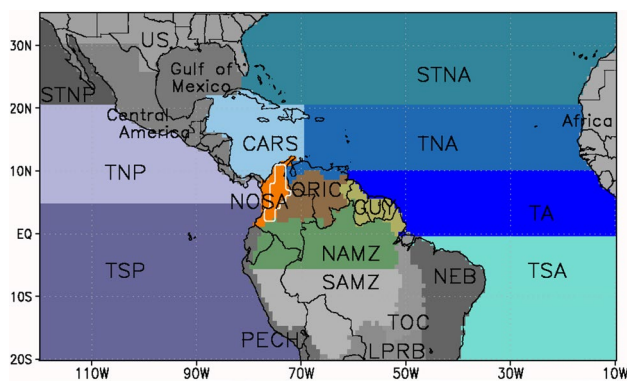 30N
US
Gulf of
Mexico
STNA
STNP
20N
Central
America
Africa
CARS
TNA
10N
TNP
NOSA
ORIC
GUY
TA
EQ
NAMZ
TSP
SAMZ
NEB
TSA
10S
TOC
PECH
LPRB
20S
110W
90W
70W
50W
30W
10W